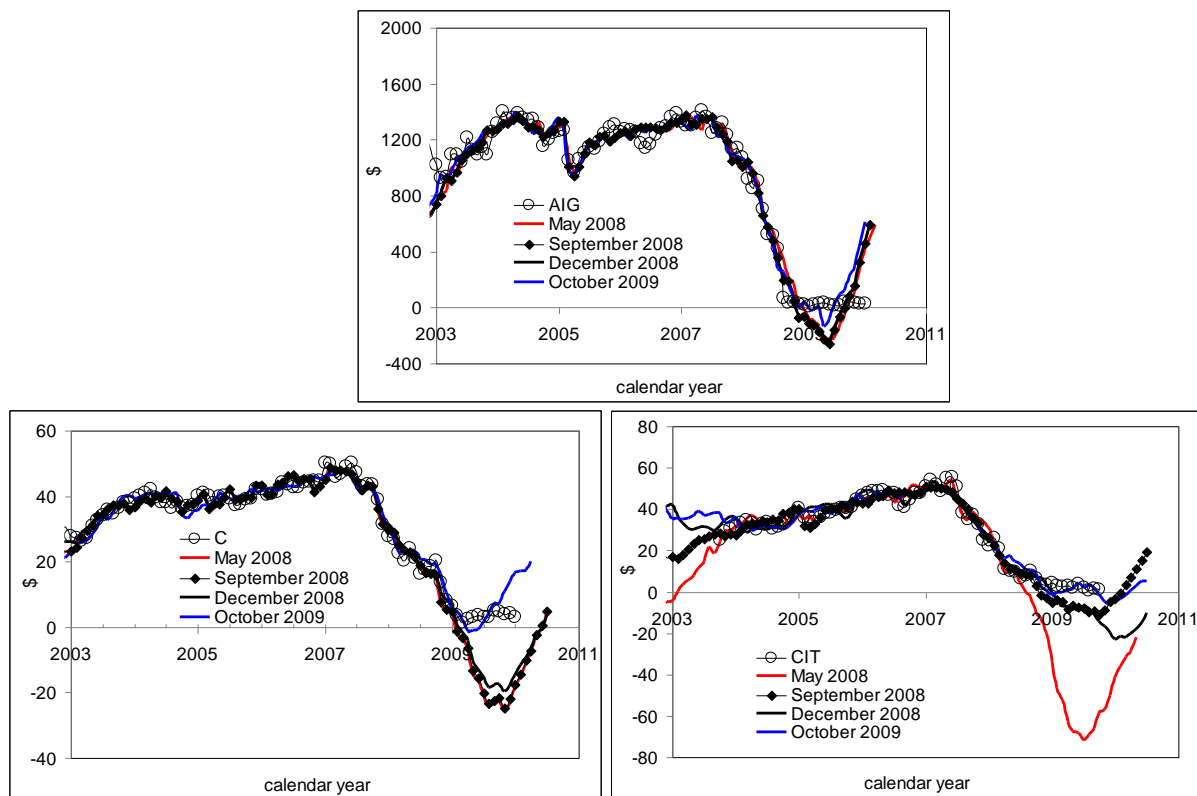 2000
1600
1200
800
400
0
-400
$
AIG
May 2008
September 2008
December 2008
October 2009
2003 2005 2007 2009 2011
calendar year
60
40
20
0
-20
-40
$
C
May 2008
September 2008
December 2008
October 2009
2003 2005 2007 2009 2011
calendar year
80
60
40
20
0
-20
-40
-60
-80
$
2003 2005 2007 2009 2011
CIT
May 2008
September 2008
December 2008
October 2009
calendar year